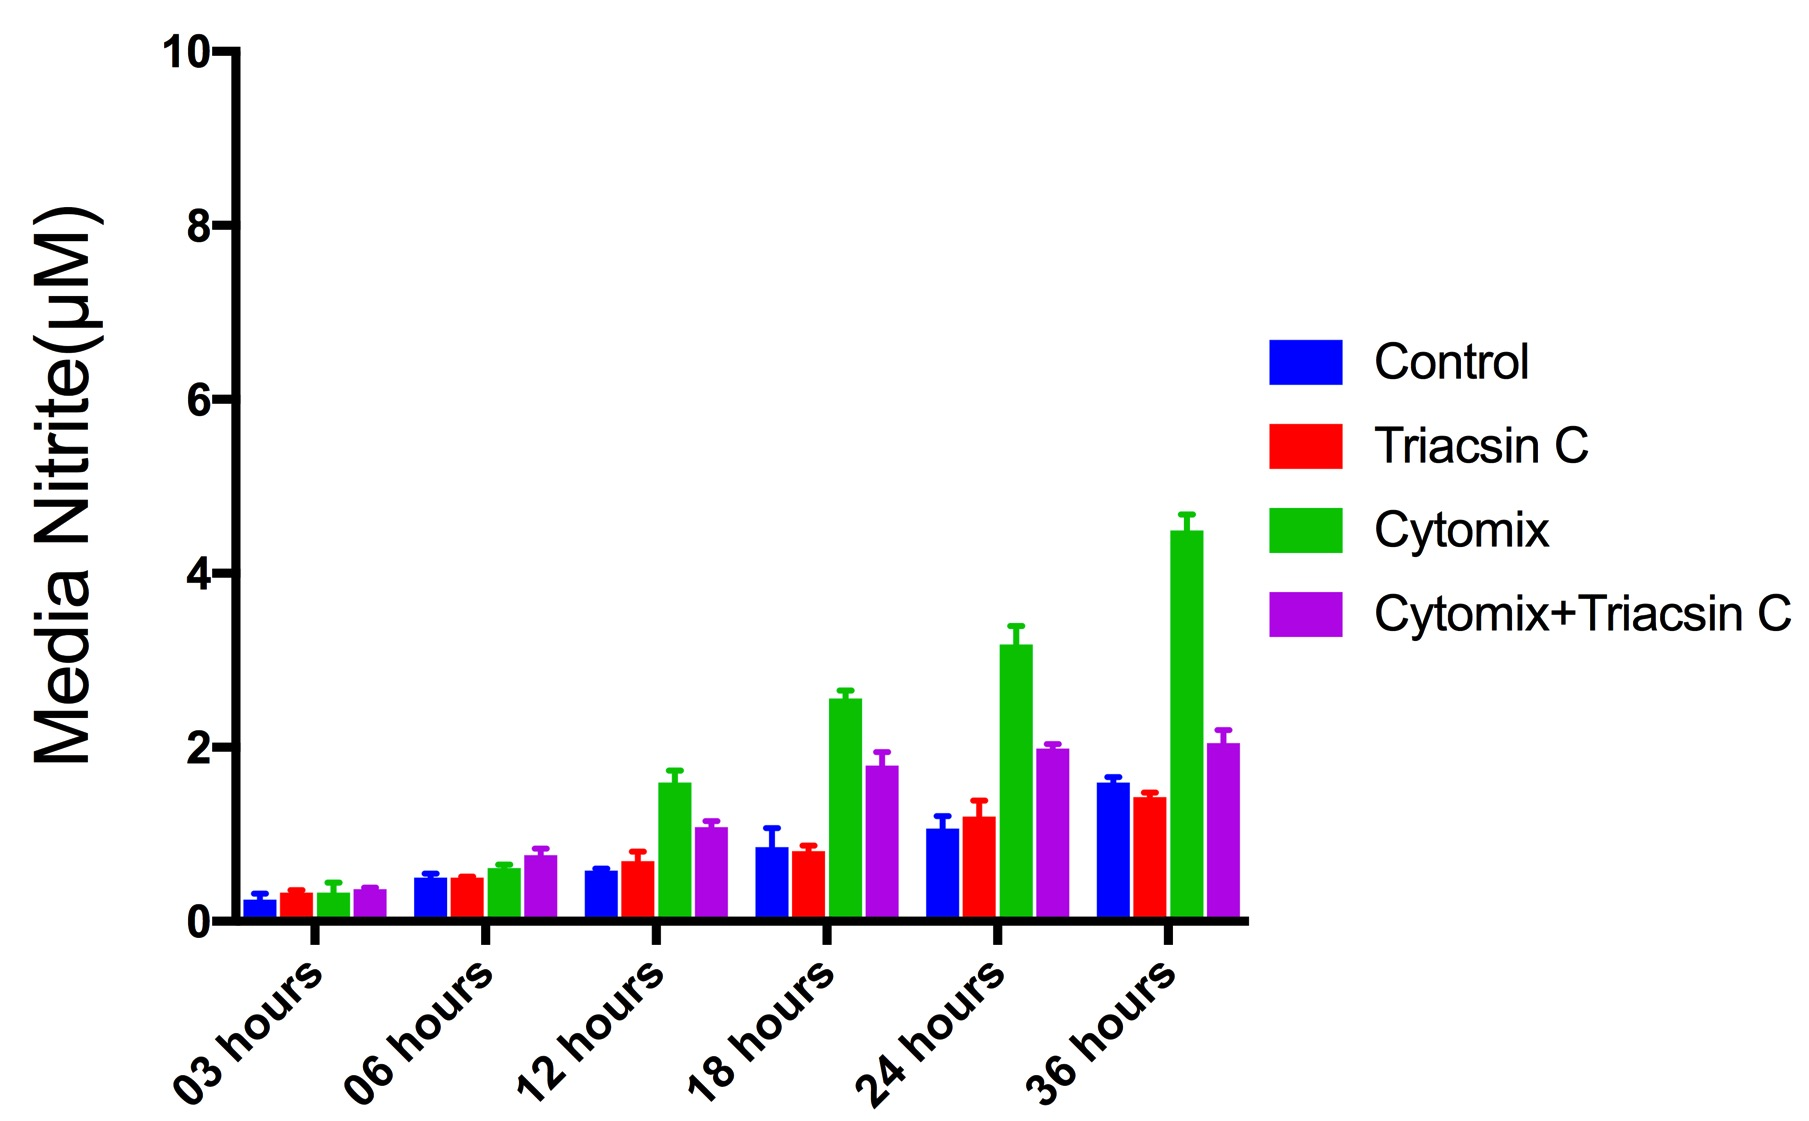 Media Nitrite(µM)
10
8
6
4
2
0
03 hours
06 hours
12 hours
18 hours
24 hours
36 hours
Control
Triacsin C
Cytomix
Cytomix+Triacsin C